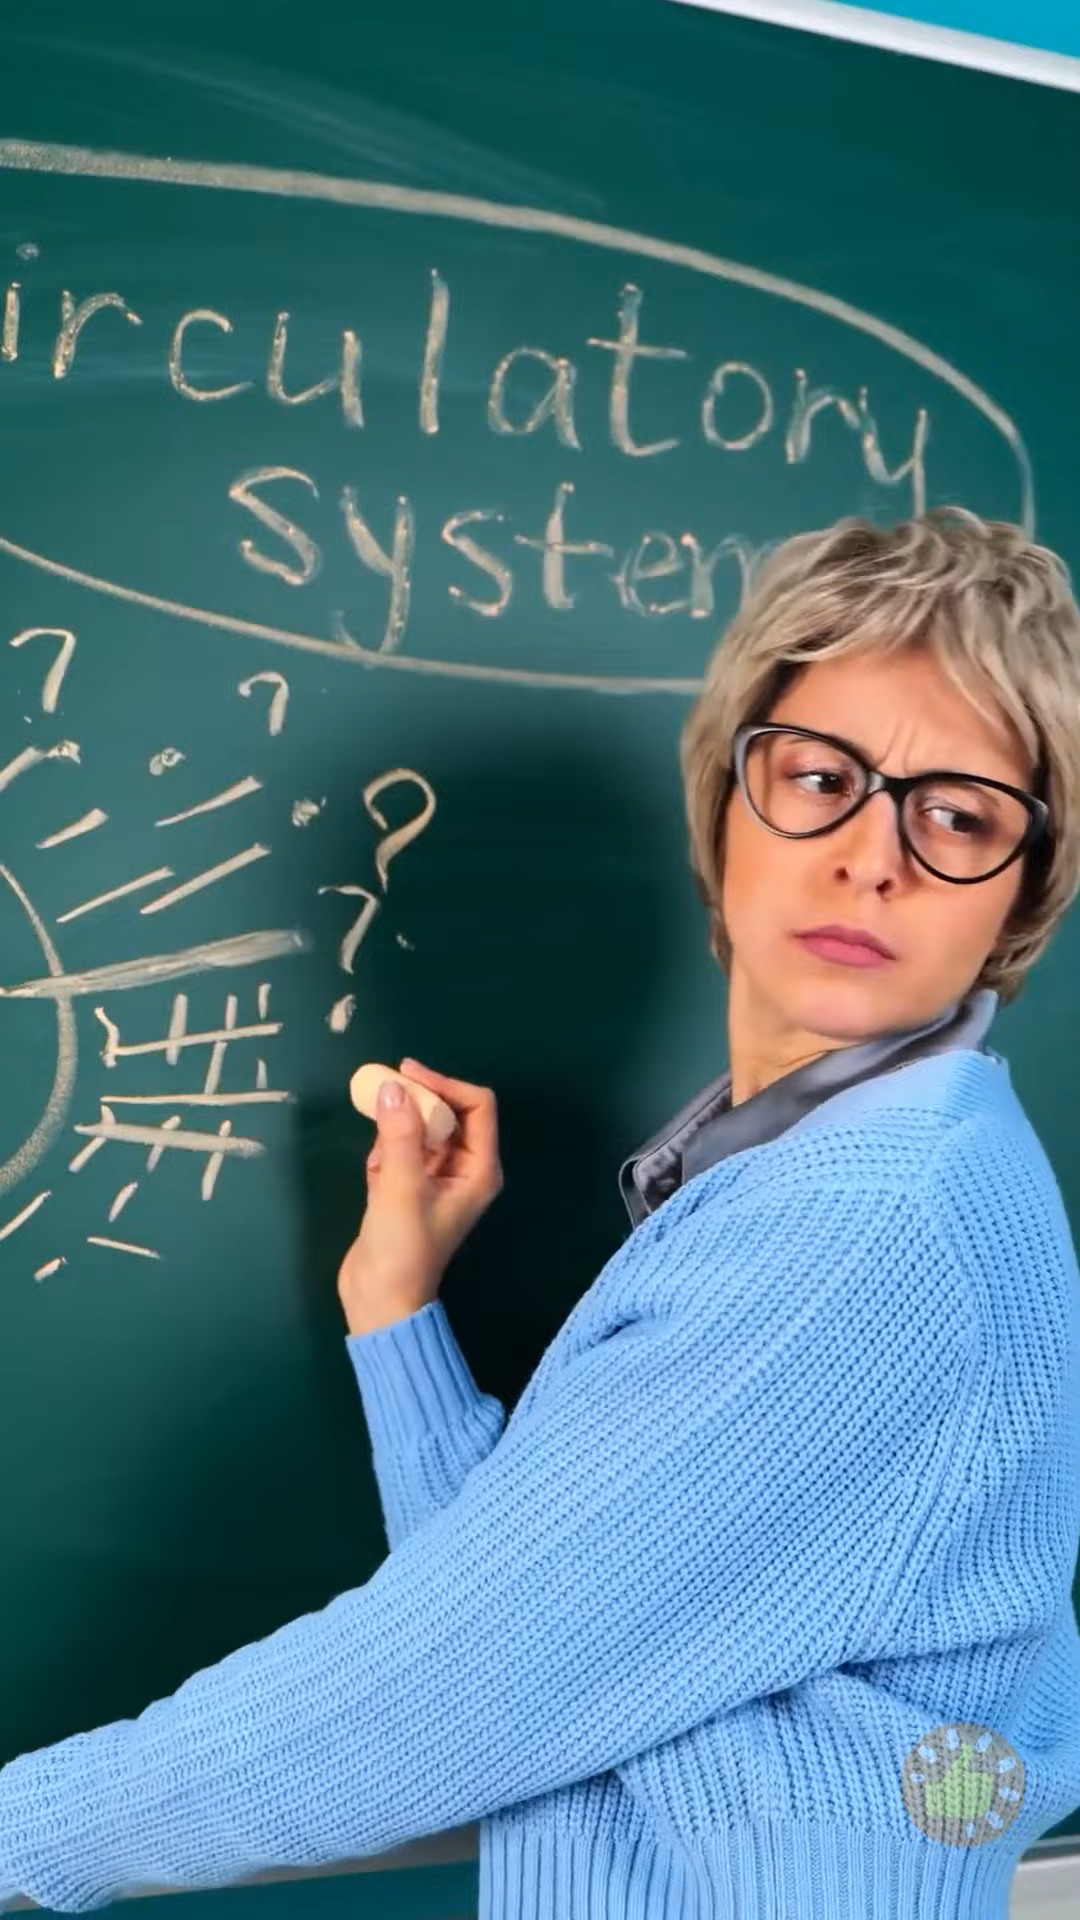 irculatory
system
? ?
?
?